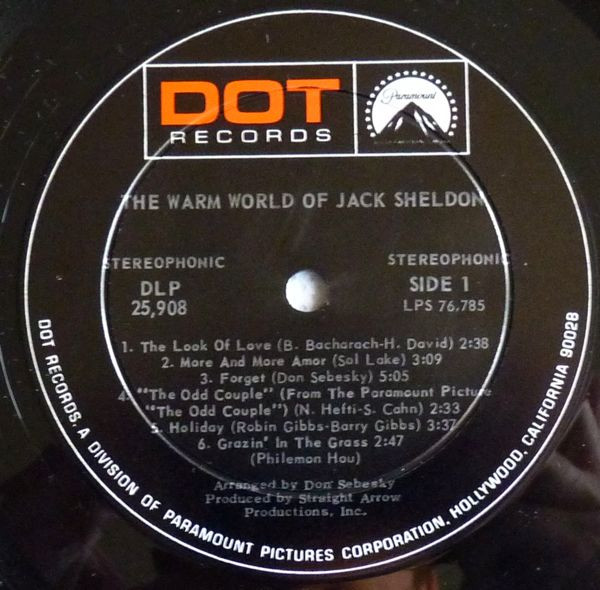 DOT
RECORDS
Paramount
THE WARM WORLD OF JACK SHELDON
STEREOPHONIC
DLP
25,908
STEREOPHONIC
SIDE 1
LPS 76,785
1. The Look Of Love (B. Bacharach-H. David) 2:38
2. More And More Amor (Sol Lake) 3:09
3. Forget (Don Sebesky) 5:05
4. "The Odd Couple" (From The Paramount Picture
"The Odd Couple") (N. Hefti-S. Cahn) 2:33
5. Holiday (Robin Gibbs-Barry Gibbs) 3:37
6. Grazin' In The Grass 2:47
(Philemon Hou)
Arranged by Don Sebesky
Produced by Straight Arrow
Productions, Inc.
DOT RECORDS, A DIVISION OF PARAMOUNT PICTURES CORPORATION, HOLLYWOOD, CALIFORNIA 90028